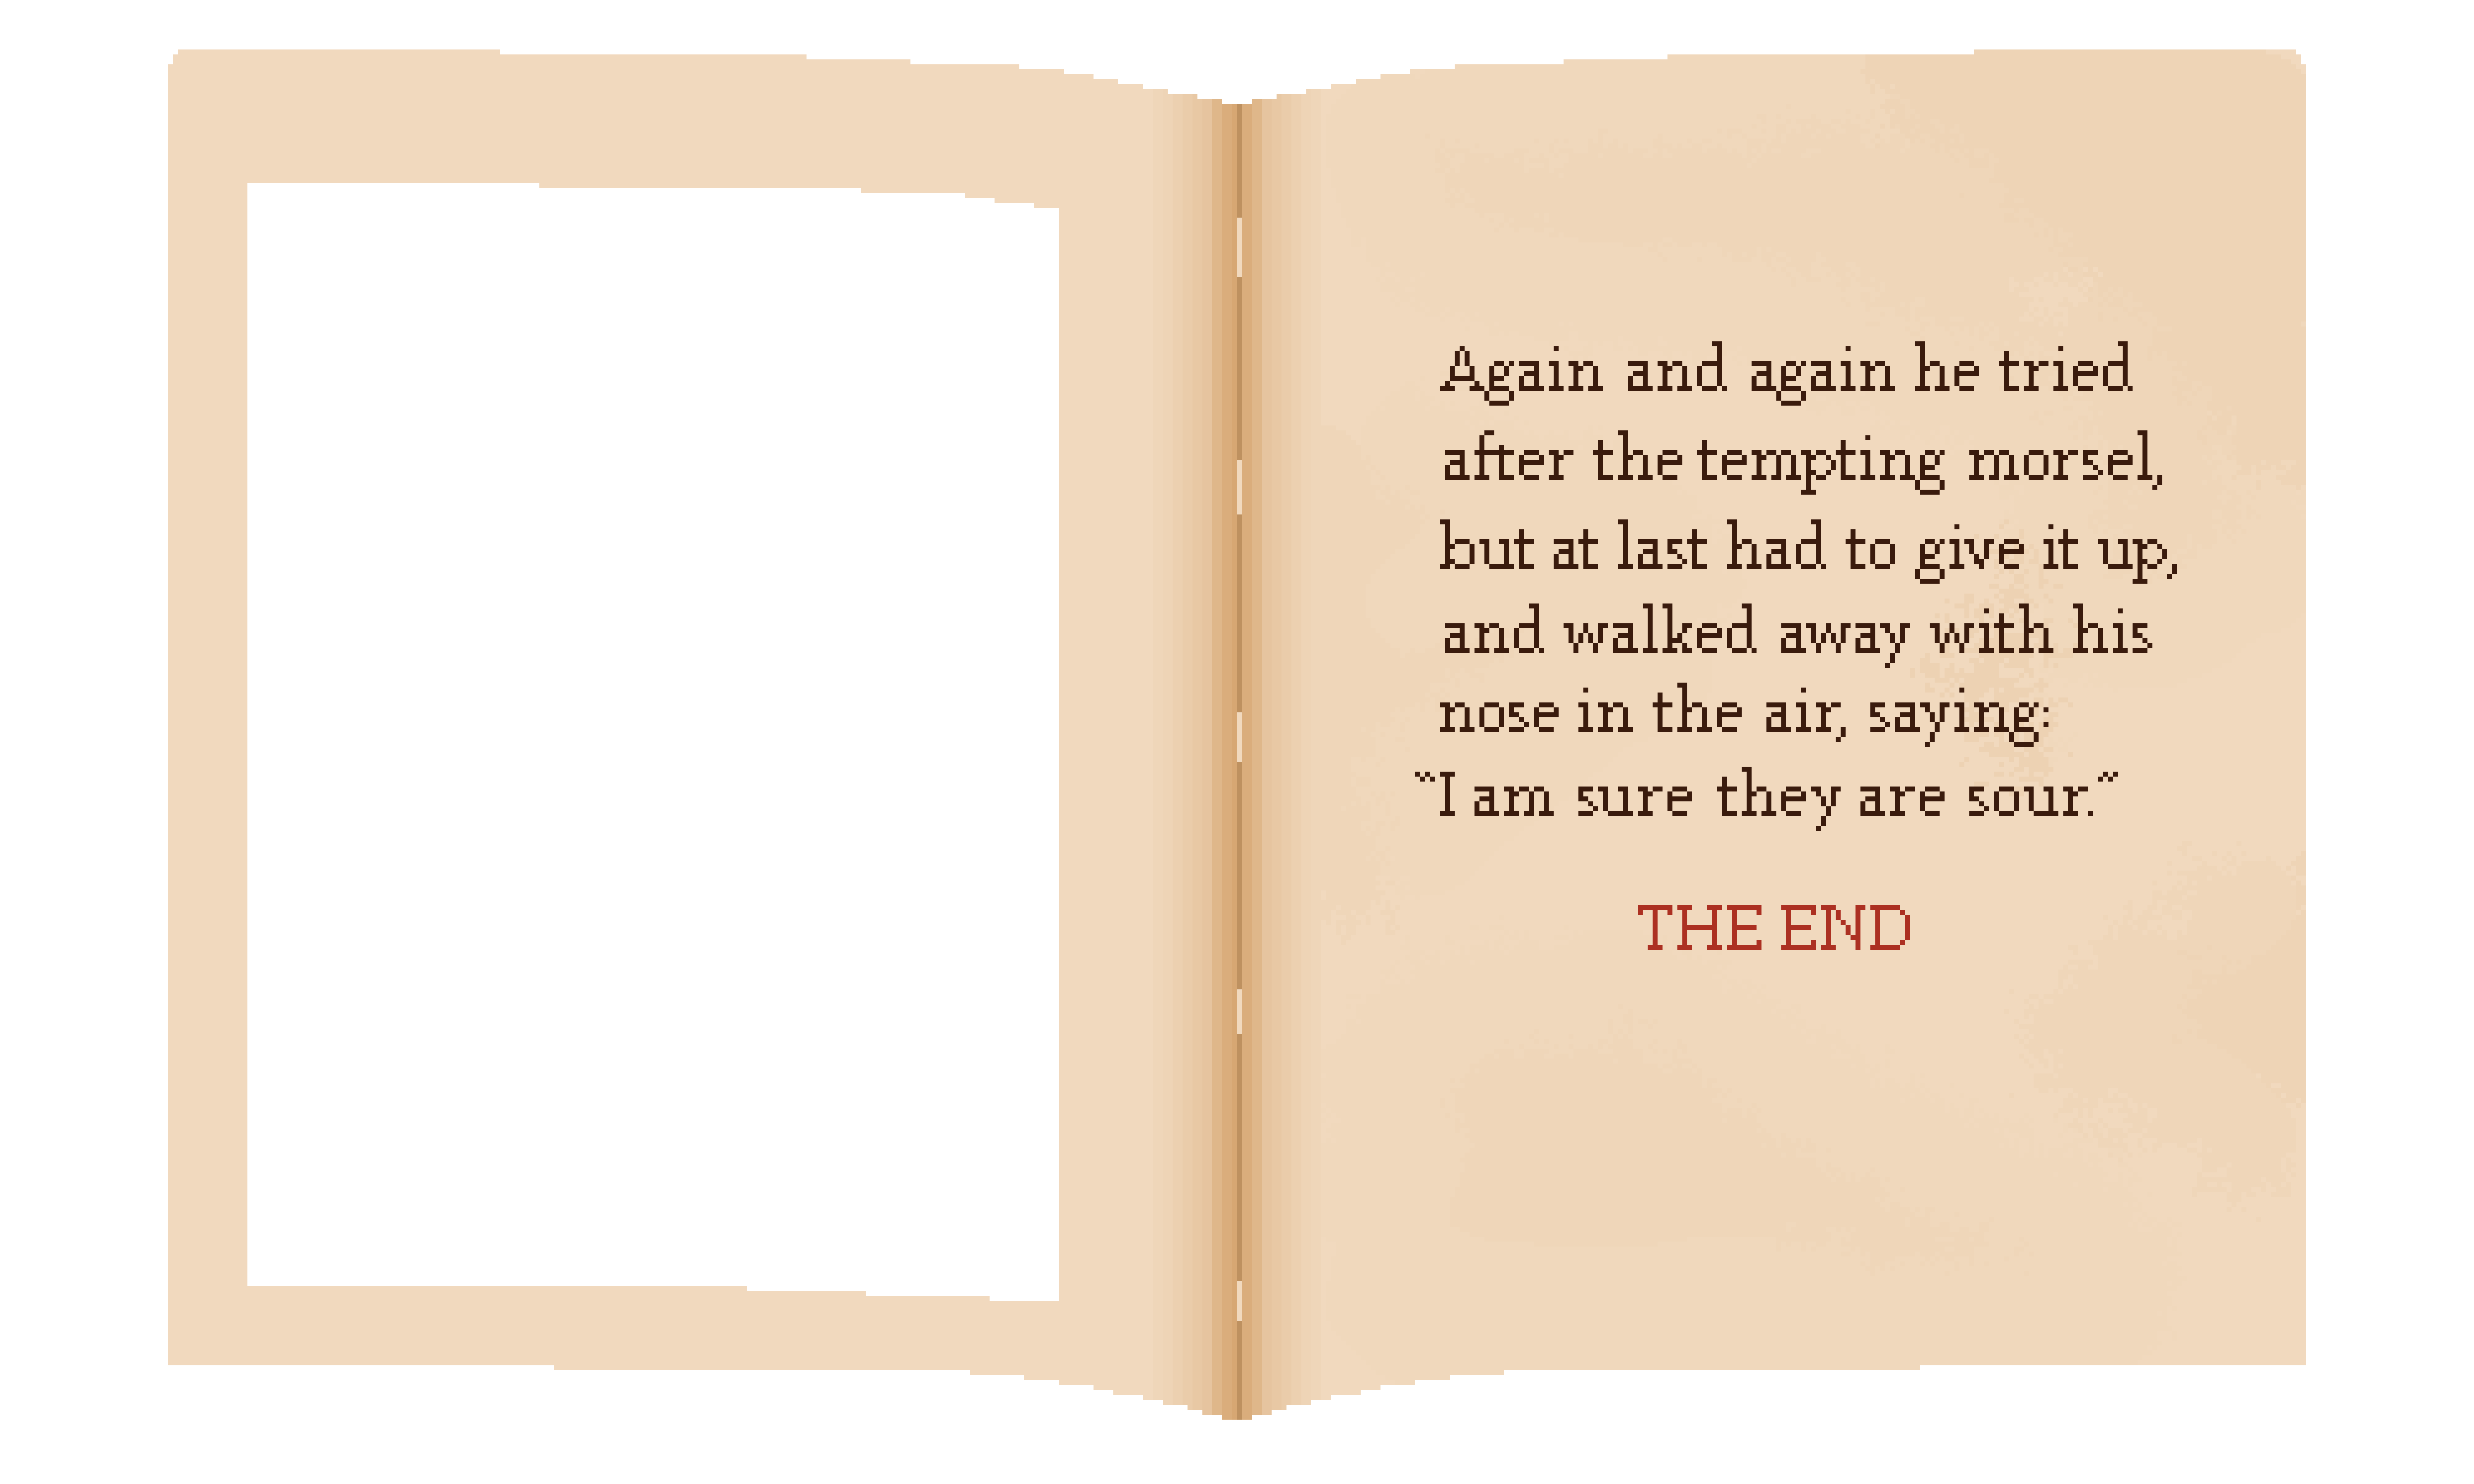 Again and again he tried
after the tempting morsel,
but at last had to give it up,
and walked away with his
nose in the air, saying:
"I am sure they are sour."
THE END